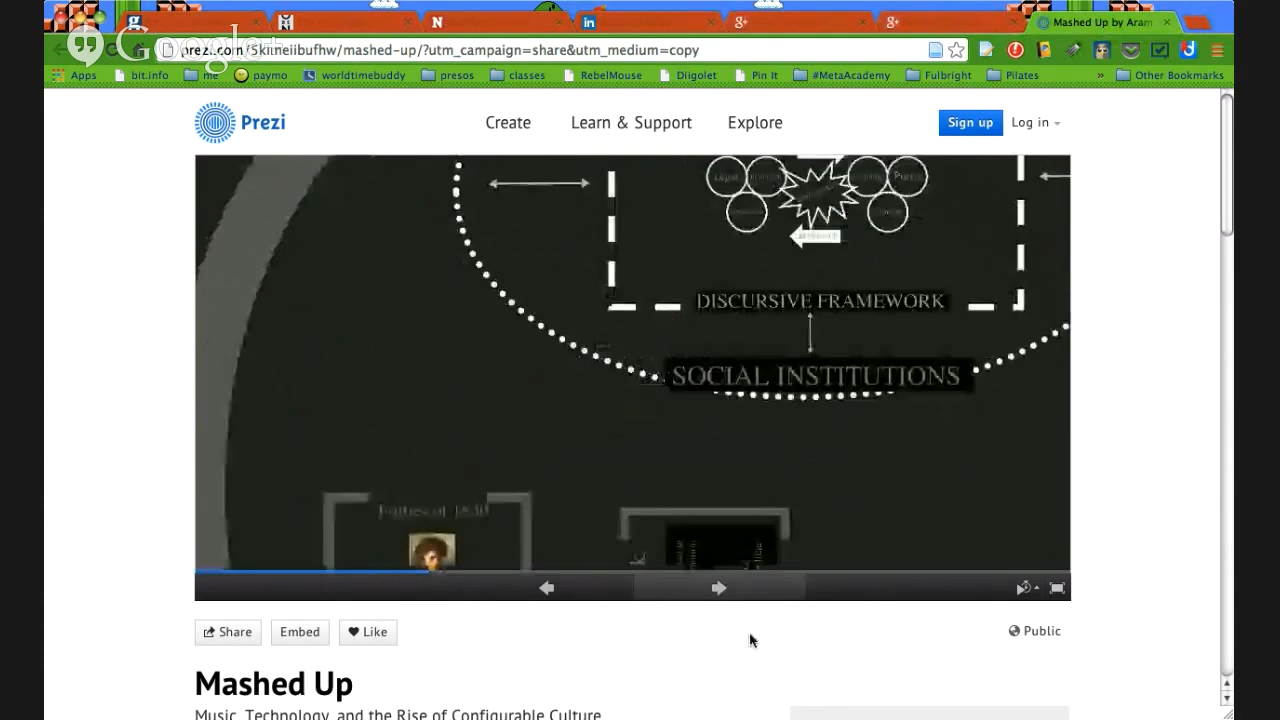 Google+
Mashed Up by Aram
prezi.com/5kimeiibufhw/mashed-up/?utm_campaign=share&utm_medium=copy
Apps bit.info me paymo worldtimebuddy presos classes RebelMouse Diigolet Pin It #MetaAcademy Fulbright Pilates » Other Bookmarks
Prezi
Create Learn & Support Explore Sign up Log in
DISCURSIVE FRAMEWORK
SOCIAL INSTITUTIONS
Share Embed Like Public
Mashed Up
Music, Technology, and the Rise of Configurable Culture